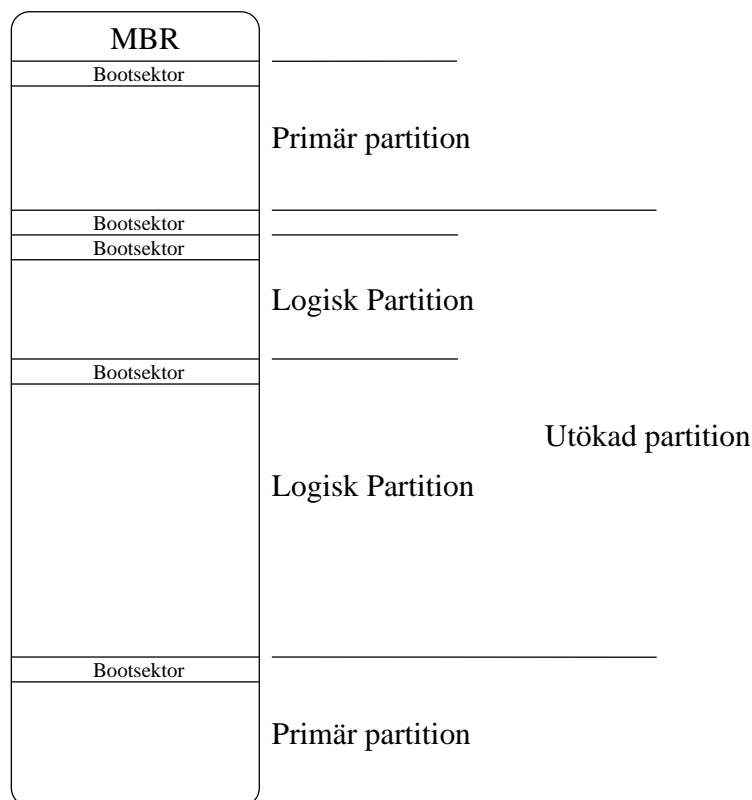 MBR
Bootsektor
Primär partition
Bootsektor
Bootsektor
Logisk Partition
Bootsektor
Utökad partition
Logisk Partition
Bootsektor
Primär partition